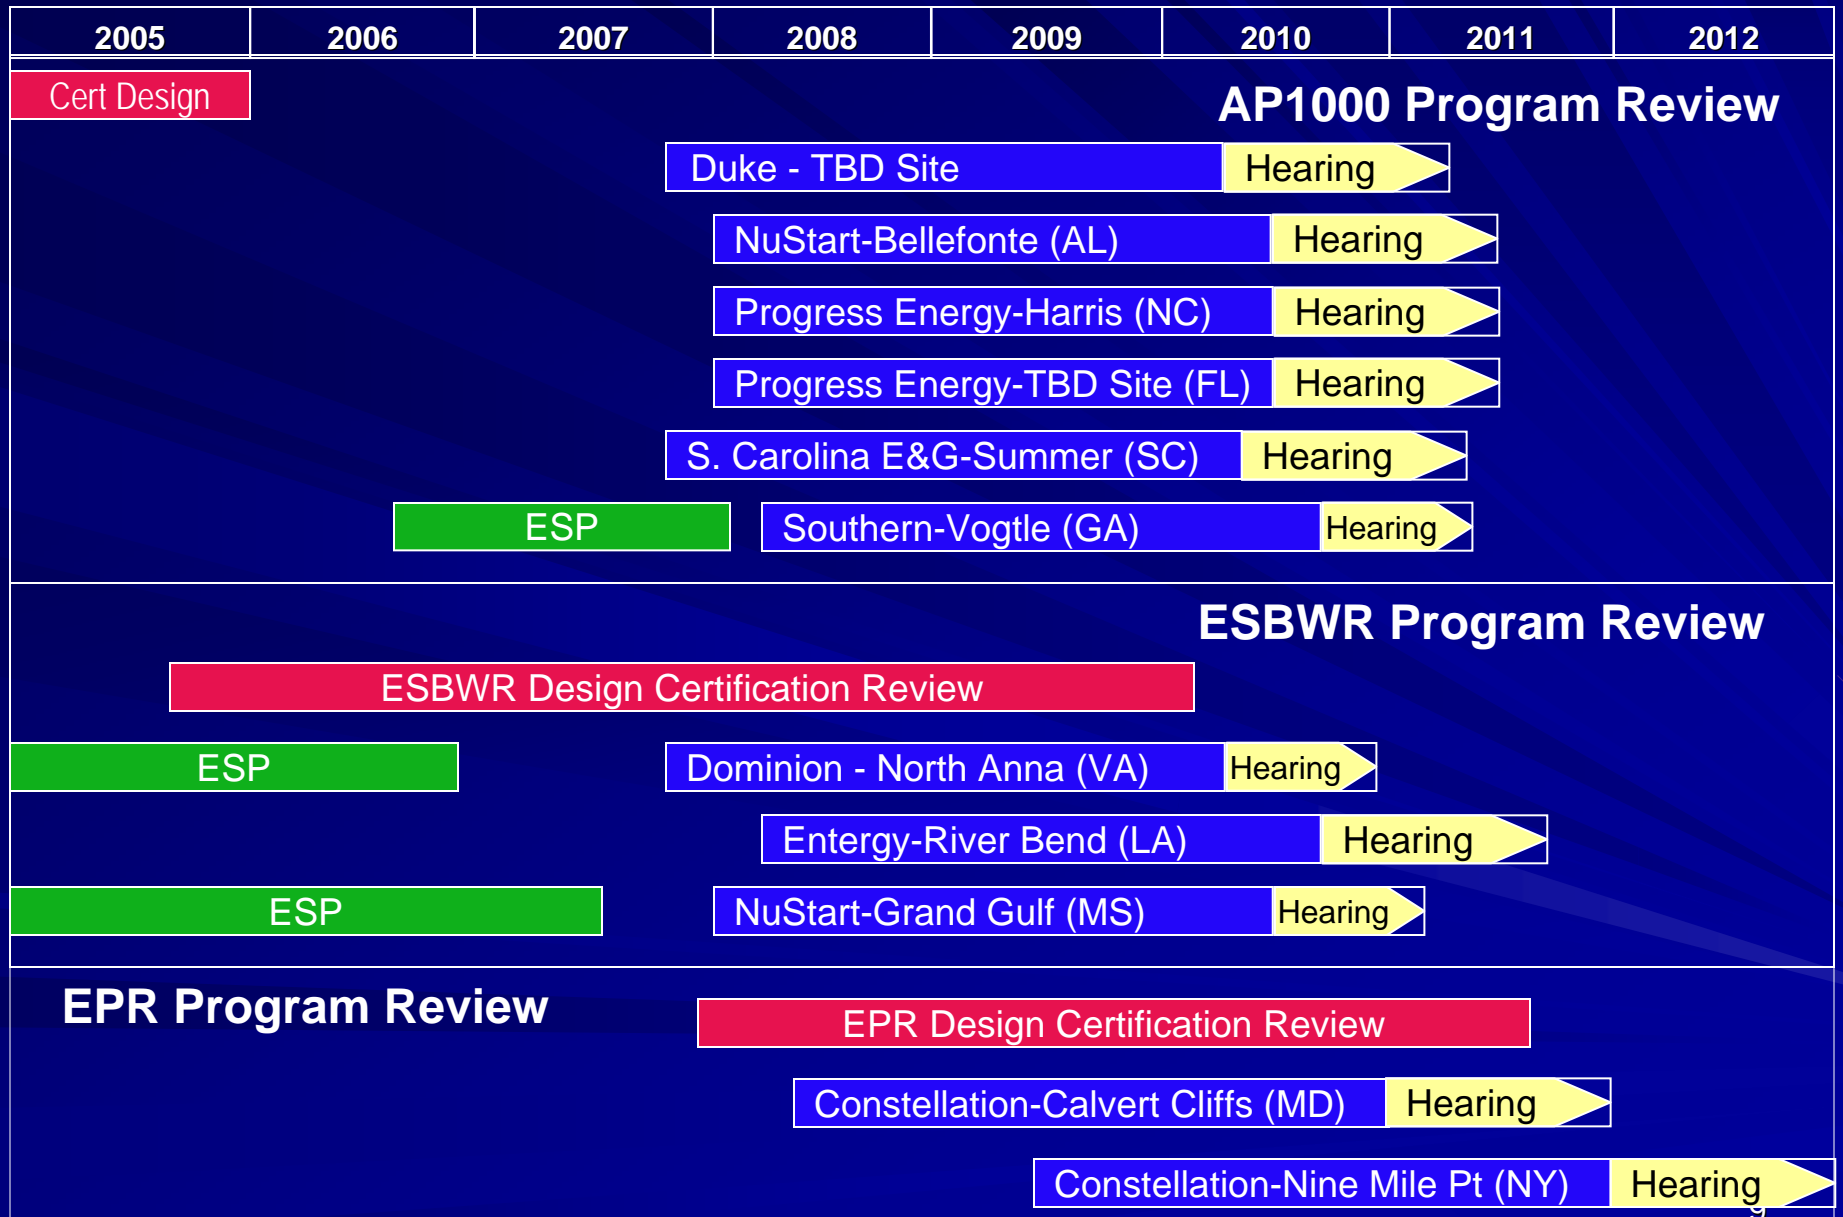 2005 2006 2007 2008 2009 2010 2011 2012
Cert Design
AP1000 Program Review
Duke - TBD Site Hearing
NuStart-Bellefonte (AL) Hearing
Progress Energy-Harris (NC) Hearing
Progress Energy-TBD Site (FL) Hearing
S. Carolina E&G-Summer (SC) Hearing
ESP Southern-Vogtle (GA) Hearing
ESBWR Program Review
ESBWR Design Certification Review
ESP Dominion - North Anna (VA) Hearing
Entergy-River Bend (LA) Hearing
ESP NuStart-Grand Gulf (MS) Hearing
EPR Program Review
EPR Design Certification Review
Constellation-Calvert Cliffs (MD) Hearing
Constellation-Nine Mile Pt (NY) Hearing
9